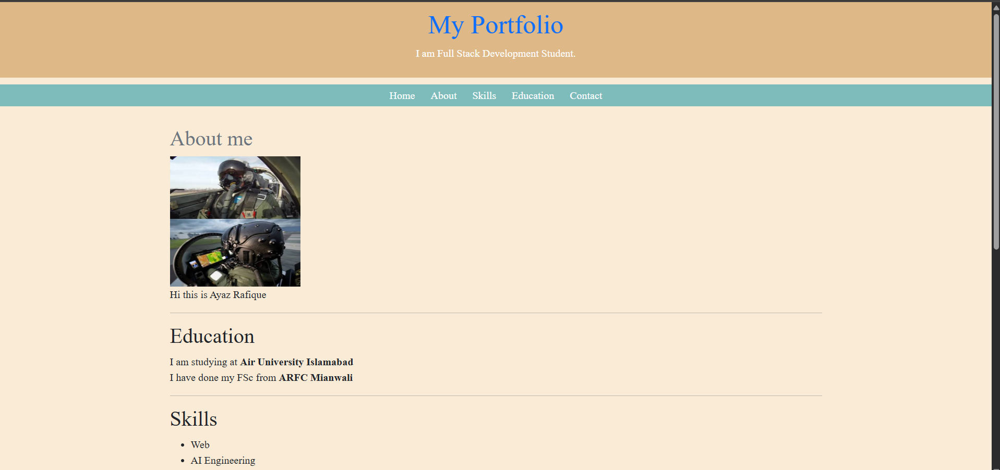 My Portfolio
I am Full Stack Development Student.
Home About Skills Education Contact
About me
Hi this is Ayaz Rafique
Education
I am studying at Air University Islamabad
I have done my FSc from ARFC Mianwali
Skills
Web
AI Engineering